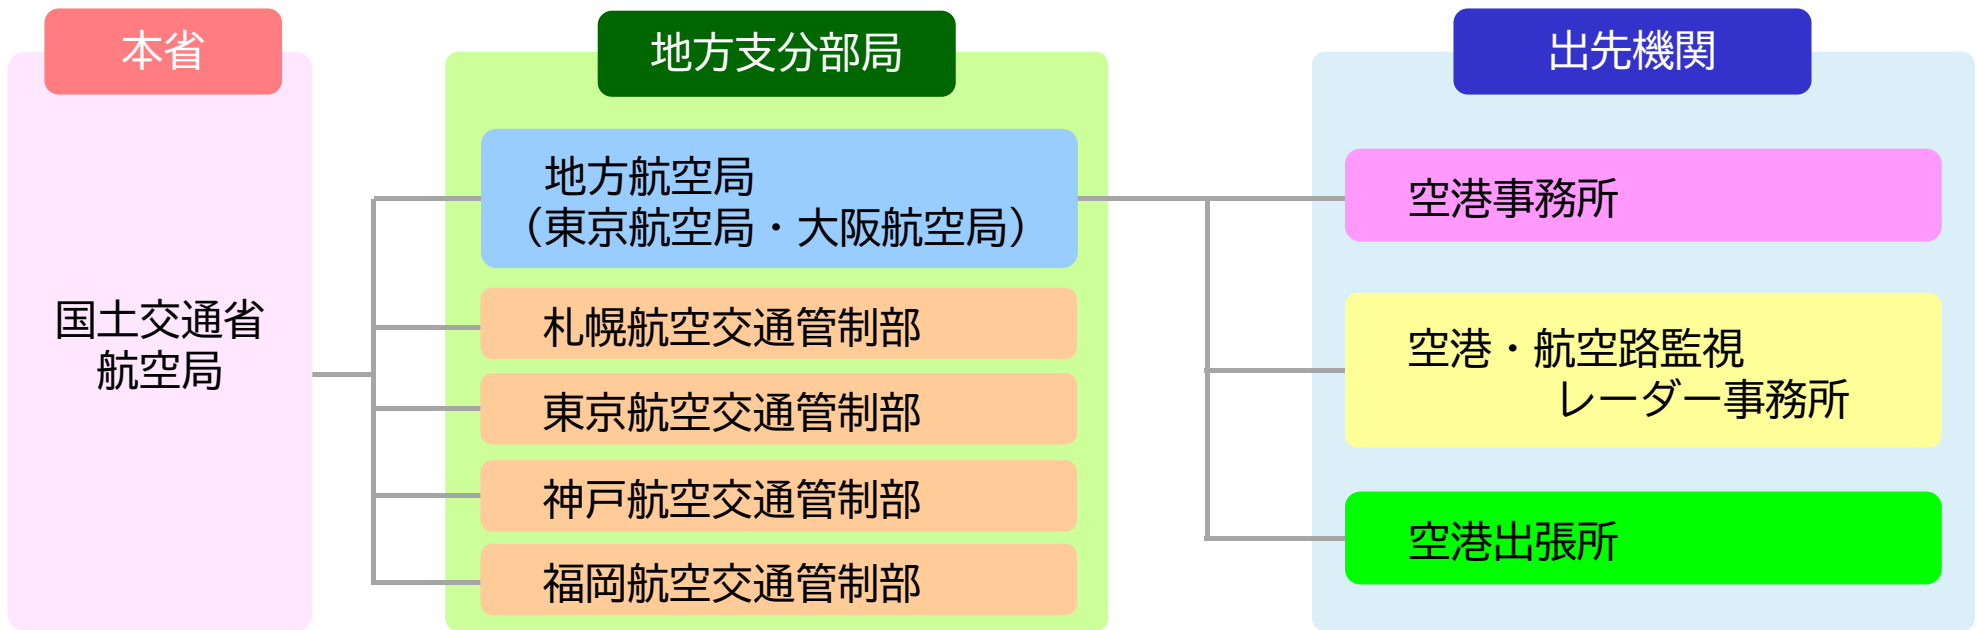 本省
国土交通省
航空局
地方支分部局
地方航空局
（東京航空局・大阪航空局）
札幌航空交通管制部
東京航空交通管制部
神戸航空交通管制部
福岡航空交通管制部
出先機関
空港事務所
空港・航空路監視
レーダー事務所
空港出張所